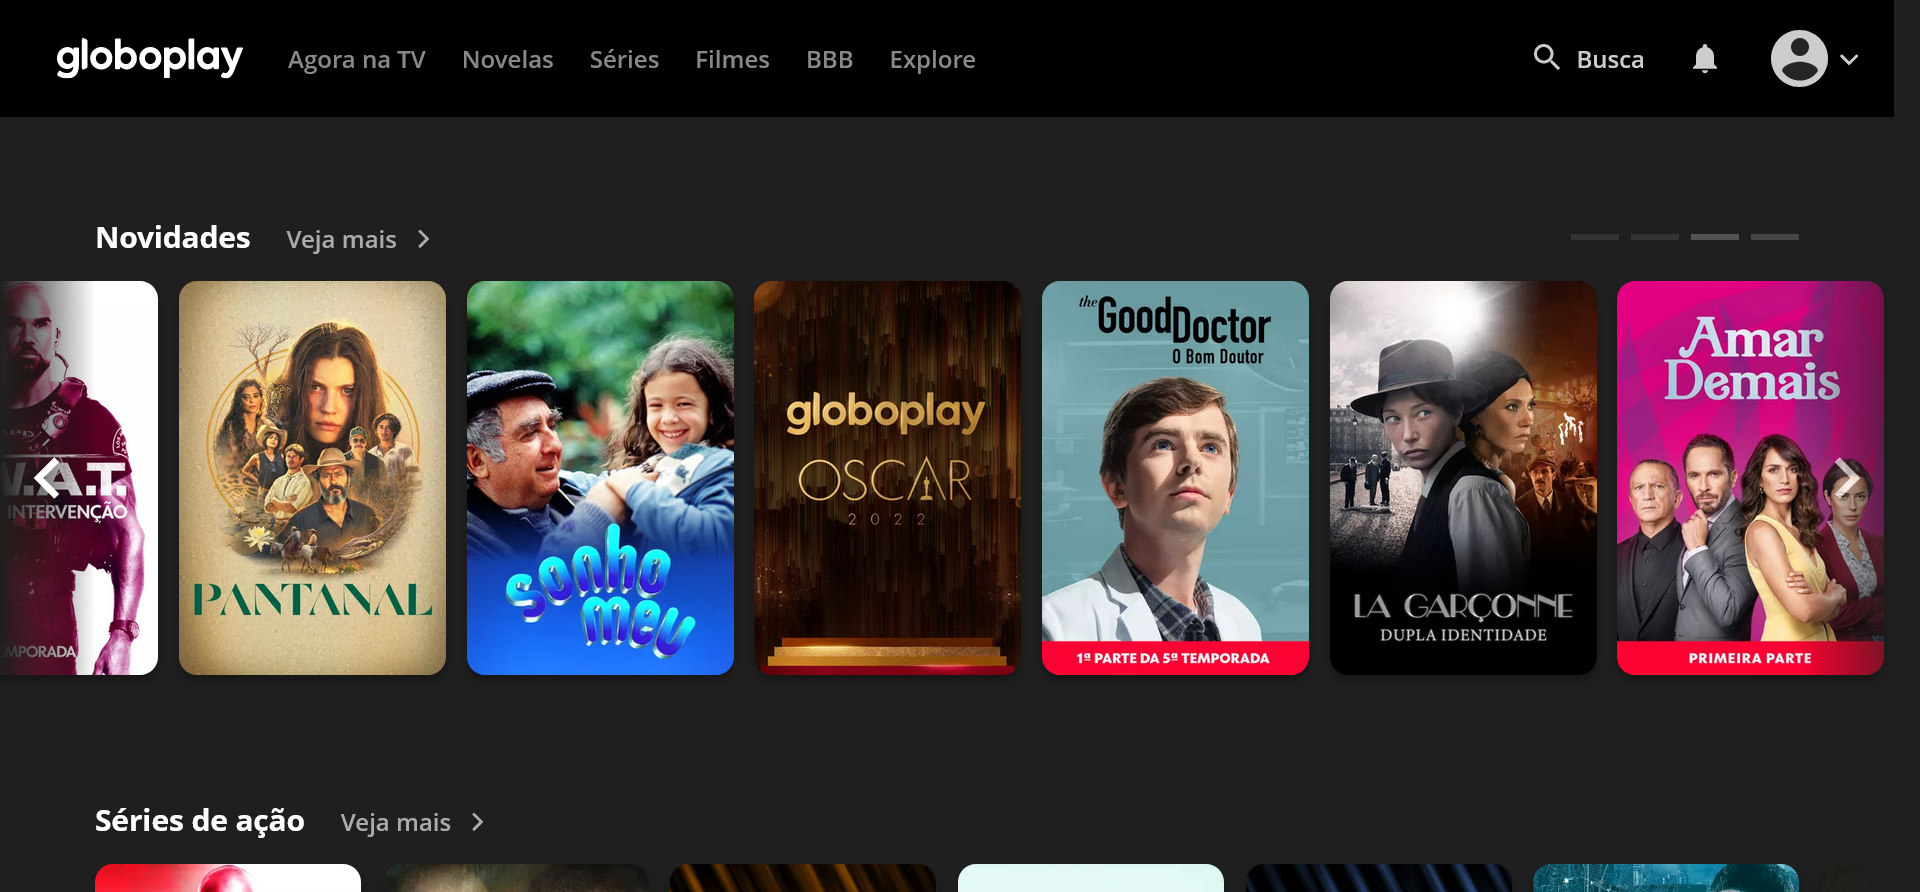 globoplay
Agora na TV
Novelas
Séries
Filmes
BBB
Explore
Busca
Novidades
Veja mais
.A.T.
INTERVENÇÃO
MPORADA
PANTANAL
sonho
meu
globoplay
OSCAR
2022
the Good Doctor
O Bom Doutor
1ª PARTE DA 5ª TEMPORADA
LA GARÇONNE
DUPLA IDENTIDADE
Amar
Demais
PRIMEIRA PARTE
Séries de ação
Veja mais